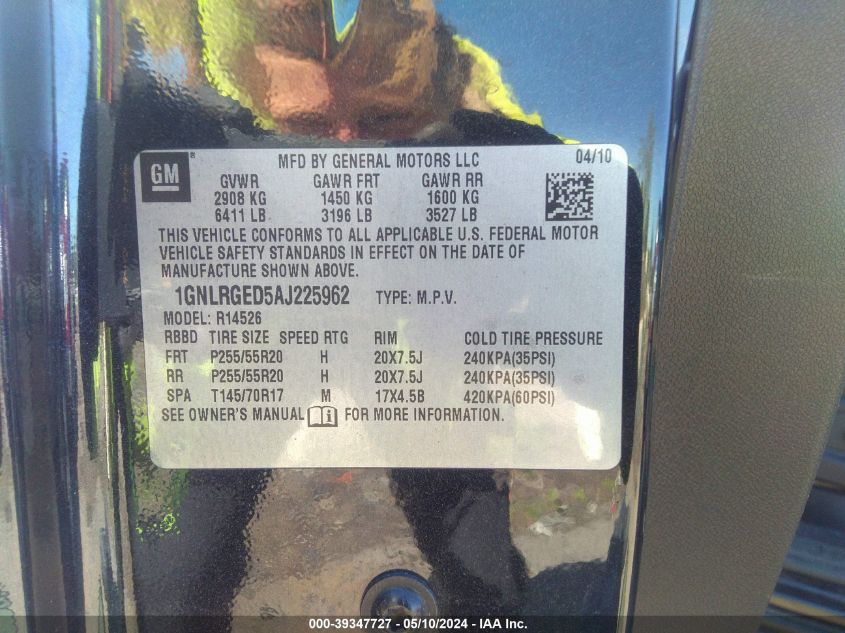 GM®
MFD BY GENERAL MOTORS LLC 04/10
GVWR GAWR FRT GAWR RR
2908 KG 1450 KG 1600 KG
6411 LB 3196 LB 3527 LB
THIS VEHICLE CONFORMS TO ALL APPLICABLE U.S. FEDERAL MOTOR
VEHICLE SAFETY STANDARDS IN EFFECT ON THE DATE OF
MANUFACTURE SHOWN ABOVE.
1GNLRGED5AJ225962 TYPE: M.P.V.
MODEL: R14526
RBBD TIRE SIZE SPEED RTG RIM COLD TIRE PRESSURE
FRT P255/55R20 H 20X7.5J 240KPA(35PSI)
RR P255/55R20 H 20X7.5J 240KPA(35PSI)
SPA T145/70R17 M 17X4.5B 420KPA(60PSI)
SEE OWNER'S MANUAL i FOR MORE INFORMATION.
000-39347727 - 05/10/2024 - IAA Inc.